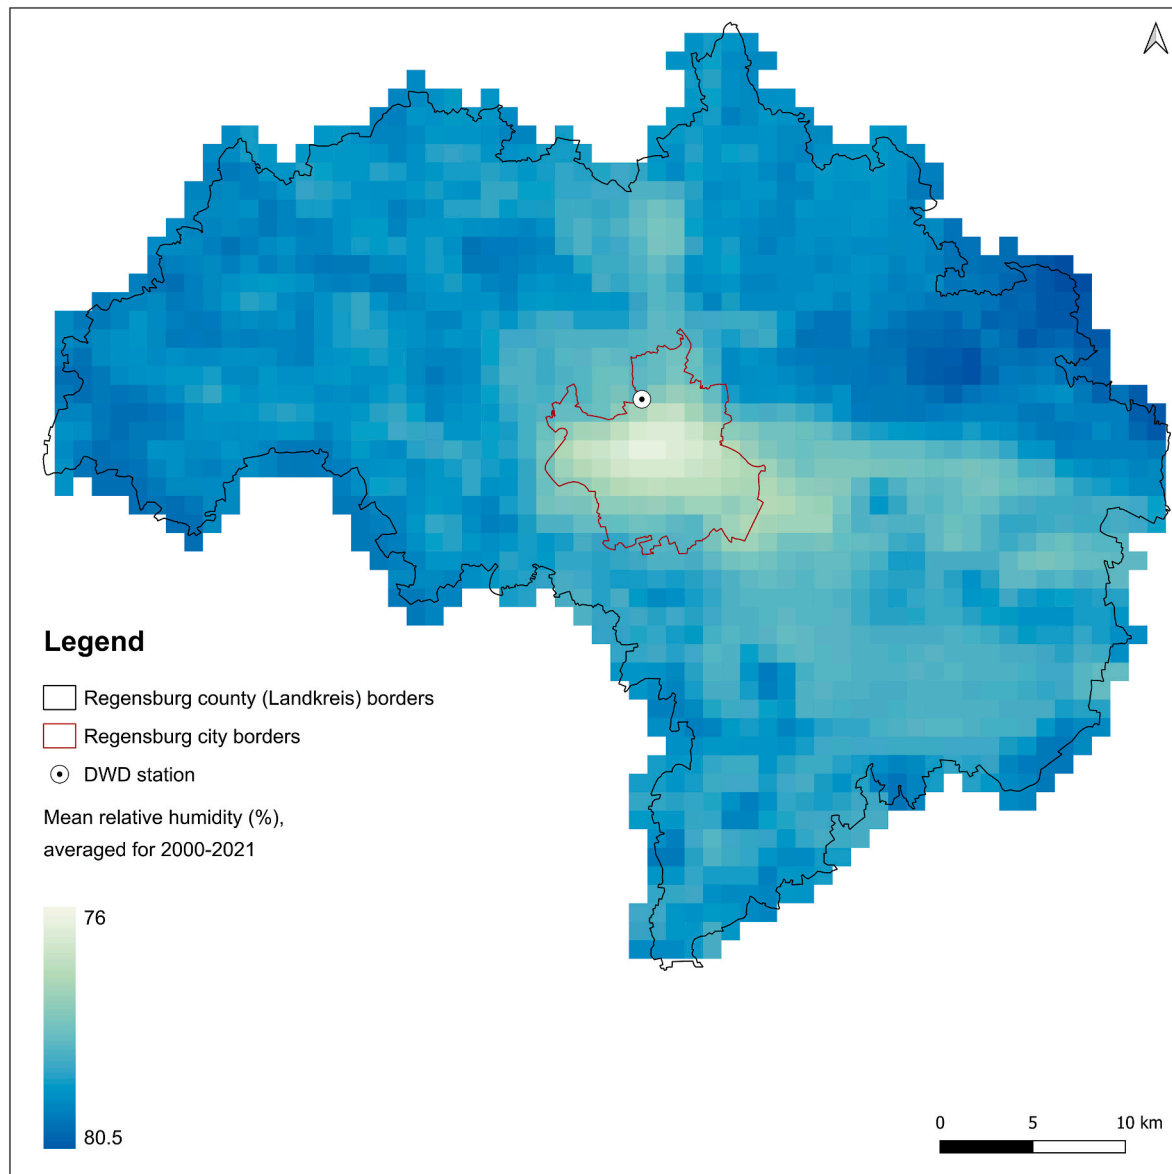 Legend
Regensburg county (Landkreis) borders
Regensburg city borders
DWD station
Mean relative humidity (%),
averaged for 2000-2021
76
80.5
0 5 10 km